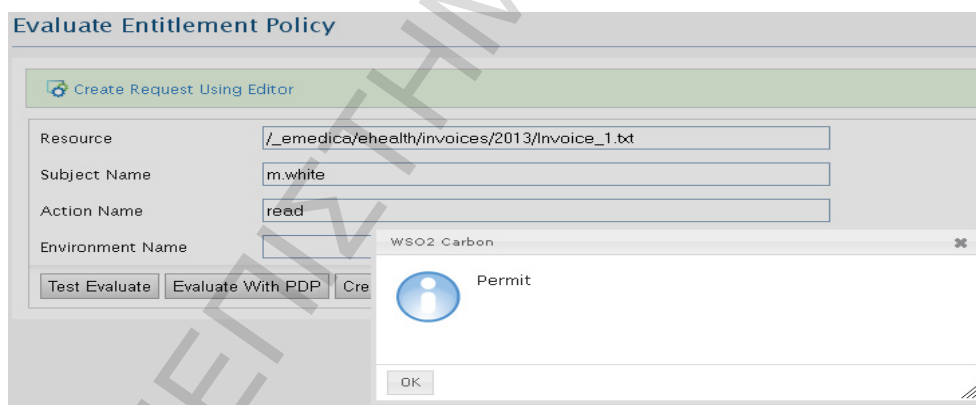 Evaluate Entitlement Policy
Create Request Using Editor
Resource /_emedica/ehealth/invoices/2013/Invoice_1.txt
Subject Name m.white
Action Name read
Environment Name
WSO2 Carbon
Permit
Test Evaluate Evaluate With PDP Cre
OK